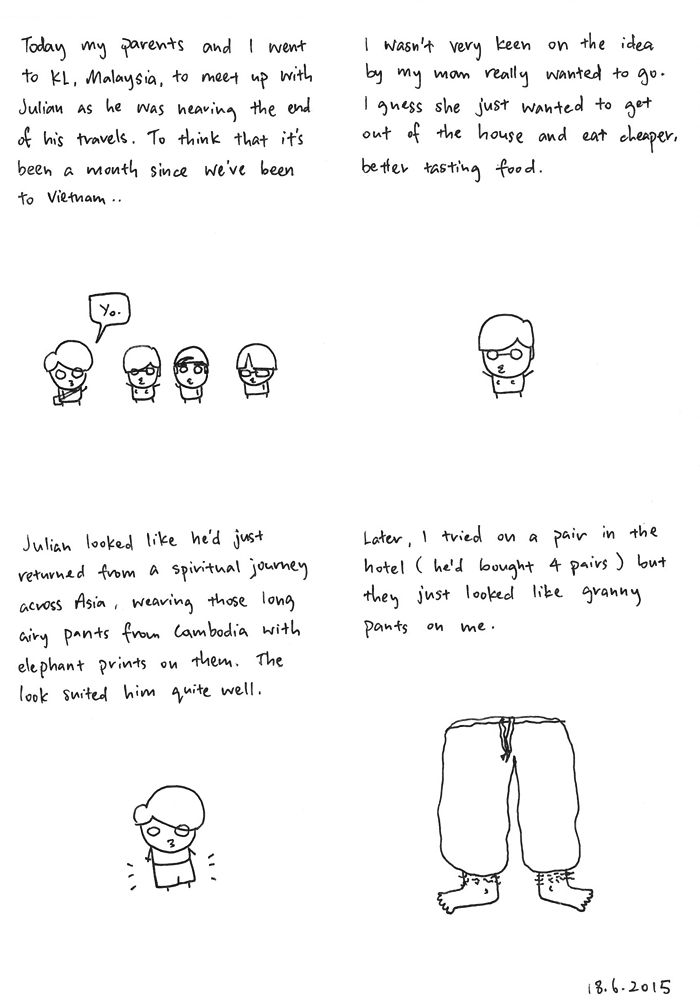 Today my parents and I went
to KL, Malaysia, to meet up with
Julian as he was nearing the end
of his travels. To think that it's
been a month since we've been
to Vietnam..
Yo.
I wasn't very keen on the idea
by my mom really wanted to go.
I guess she just wanted to get
out of the house and eat cheaper,
better tasting food.
Julian looked like he'd just
returned from a spiritual journey
across Asia, wearing those long
airy pants from Cambodia with
elephant prints on them. The
look suited him quite well.
Later, I tried on a pair in the
hotel (he'd bought 4 pairs) but
they just looked like granny
pants on me.
18.6.2015